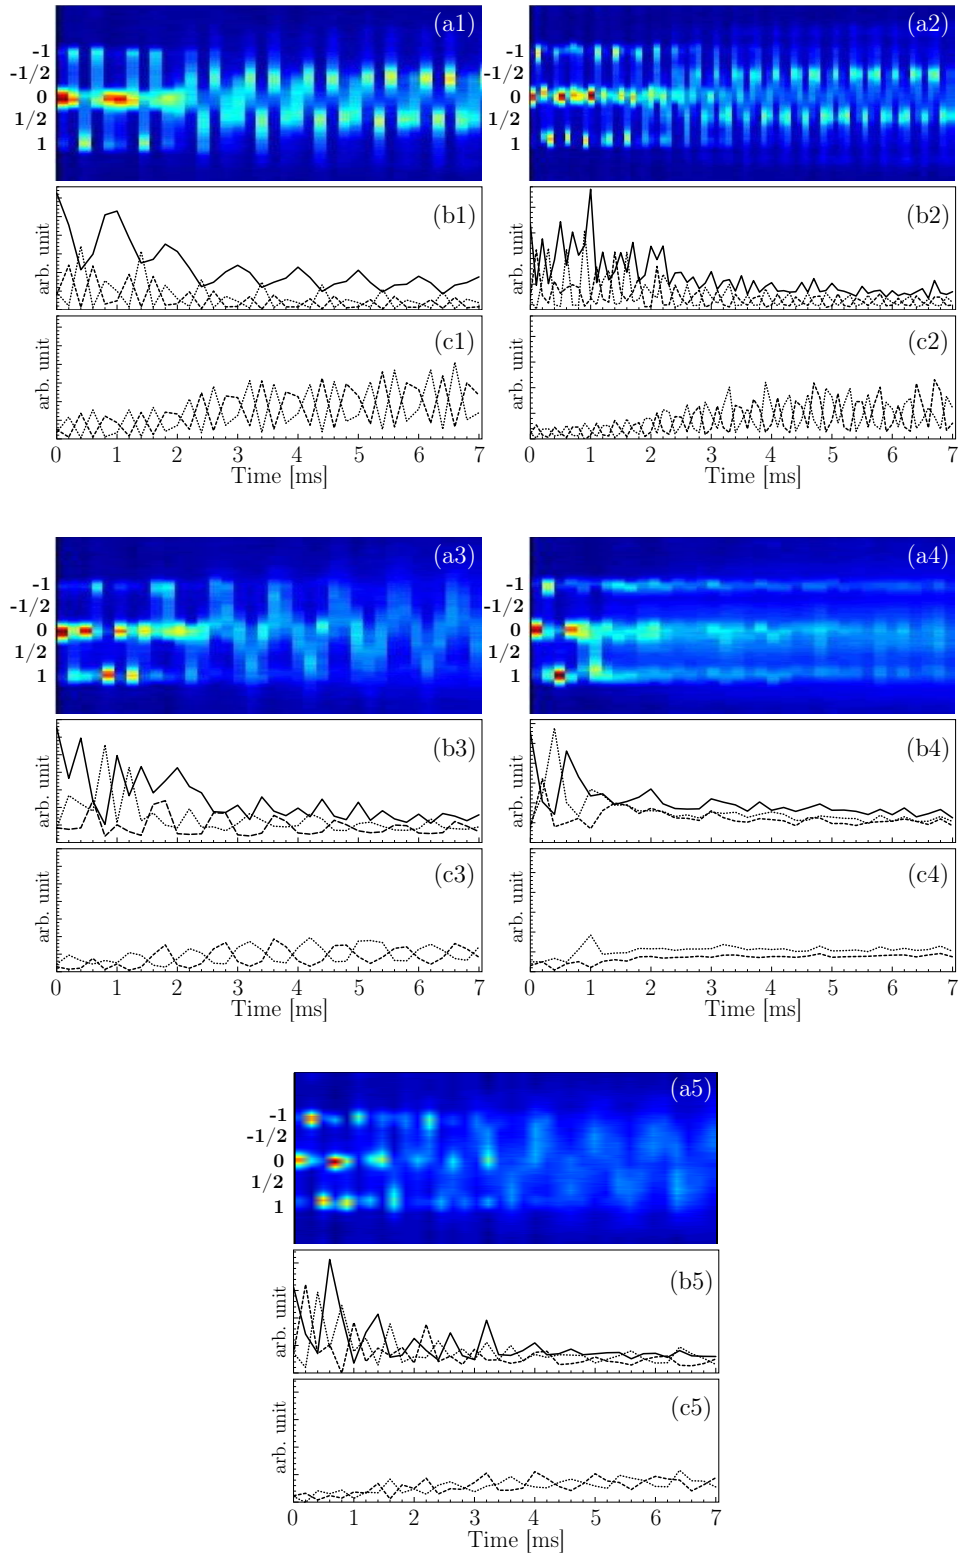 (a1)
-1
-1/2
0
1/2
1
(b1)
arb. unit
(c1)
arb. unit
0 1 2 3 4 5 6 7
Time [ms]
(a2)
-1
-1/2
0
1/2
1
(b2)
arb. unit
(c2)
arb. unit
0 1 2 3 4 5 6 7
Time [ms]
(a3)
-1
-1/2
0
1/2
1
(b3)
arb. unit
(c3)
arb. unit
0 1 2 3 4 5 6 7
Time [ms]
(a4)
-1
-1/2
0
1/2
1
(b4)
arb. unit
(c4)
arb. unit
0 1 2 3 4 5 6 7
Time [ms]
(a5)
-1
-1/2
0
1/2
1
(b5)
arb. unit
(c5)
arb. unit
0 1 2 3 4 5 6 7
Time [ms]